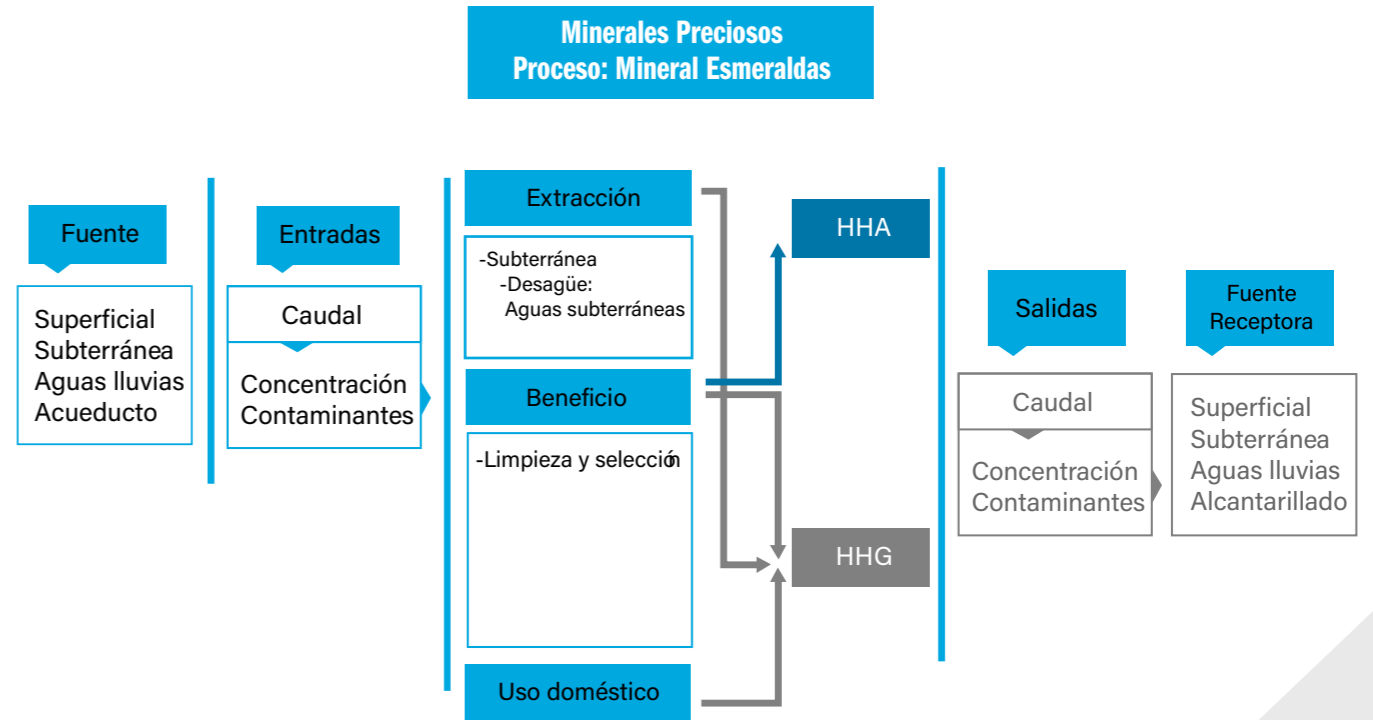 Minerales Preciosos
Proceso: Mineral Esmeraldas
Fuente
Superficial
Subterránea
Aguas lluvias
Acueducto
Entradas
Caudal
Concentración
Contaminantes
Extracción
-Subterránea
-Desagüe:
Aguas subterráneas
Beneficio
-Limpieza y selección
Uso doméstico
HHA
HHG
Salidas
Caudal
Concentración
Contaminantes
Fuente
Receptora
Superficial
Subterránea
Aguas lluvias
Alcantarillado